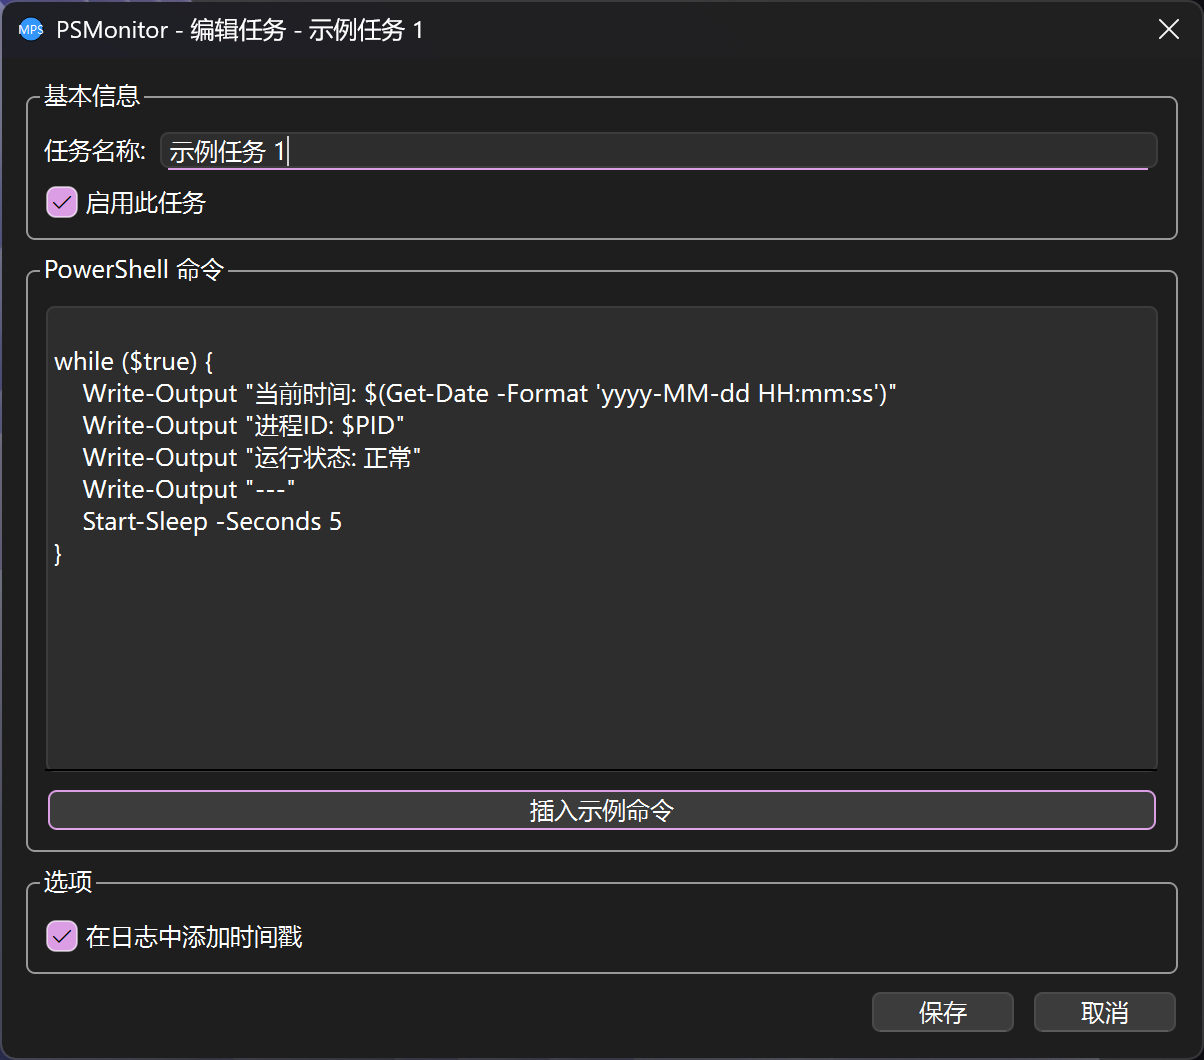 MPS PSMonitor - 编辑任务 - 示例任务 1
基本信息
任务名称: 示例任务 1
启用此任务
PowerShell 命令
while ($true) {
    Write-Output "当前时间: $(Get-Date -Format 'yyyy-MM-dd HH:mm:ss')"
    Write-Output "进程ID: $PID"
    Write-Output "运行状态: 正常"
    Write-Output "---"
    Start-Sleep -Seconds 5
}
插入示例命令
选项
在日志中添加时间戳
保存 取消